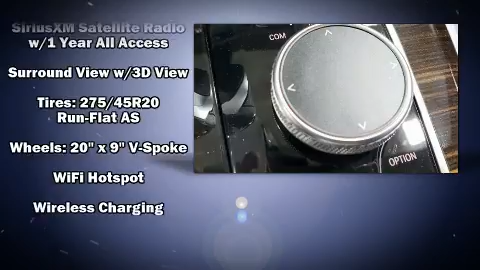 SiriusXM Satellite Radio
w/1 Year All Access
Surround View w/3D View
Tires: 275/45R20
Run-Flat AS
Wheels: 20" x 9" V-Spoke
WiFi Hotspot
Wireless Charging
COM
OPTION